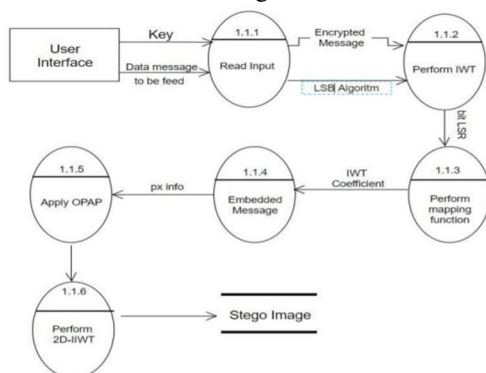 User
Interface
Key
Data message
to be feed
1.1.1
Read Input
Encrypted
Message
LSB Algoritm
1.1.2
Perform IWT
bit LSR
1.1.3
Perform
mapping
function
IWT
Coefficient
1.1.4
Embedded
Message
px info
1.1.5
Apply OPAP
1.1.6
Perform
2D-IIWT
Stego Image